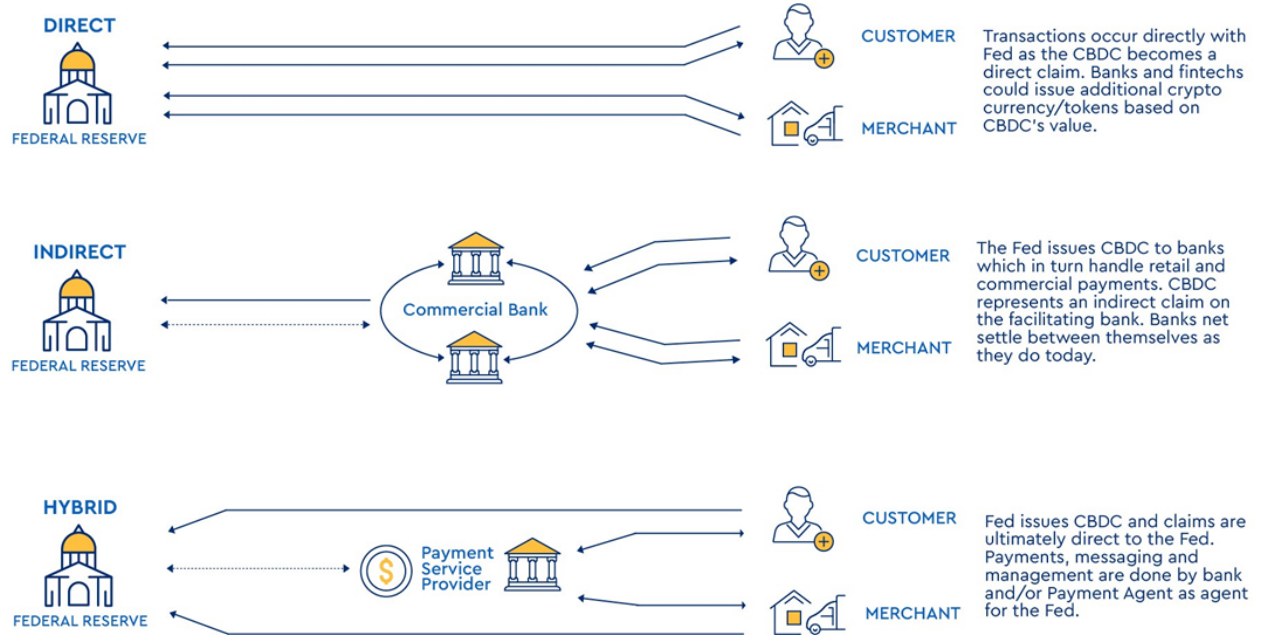 DIRECT
FEDERAL RESERVE
CUSTOMER
MERCHANT
Transactions occur directly with
Fed as the CBDC becomes a
direct claim. Banks and fintechs
could issue additional crypto
currency/tokens based on
CBDC's value.
INDIRECT
FEDERAL RESERVE
Commercial Bank
CUSTOMER
MERCHANT
The Fed issues CBDC to banks
which in turn handle retail and
commercial payments. CBDC
represents an indirect claim on
the facilitating bank. Banks net
settle between themselves as
they do today.
HYBRID
FEDERAL RESERVE
$
Payment
Service
Provider
CUSTOMER
MERCHANT
Fed issues CBDC and claims are
ultimately direct to the Fed.
Payments, messaging and
management are done by bank
and/or Payment Agent as agent
for the Fed.